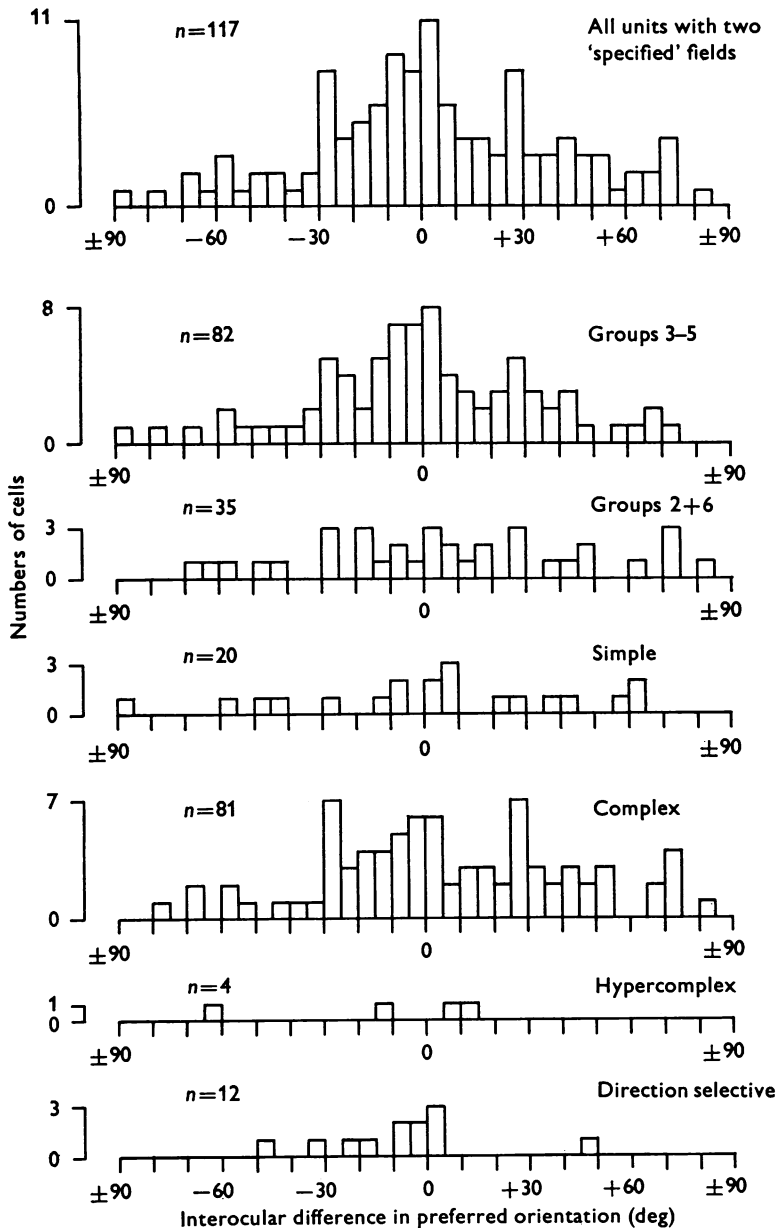 11
n=117
All units with two
'specified' fields
0
±90 −60 −30 0 +30 +60 ±90
8
n=82
Groups 3–5
0
±90 0 ±90
Numbers of cells
n=35
Groups 2+6
3
0
±90 0 ±90
n=20
Simple
3
0
±90 0 ±90
7
n=81
Complex
0
±90 0 ±90
n=4
Hypercomplex
1
0
±90 0 ±90
n=12
Direction selective
3
0
±90 −60 −30 0 +30 +60 ±90
Interocular difference in preferred orientation (deg)